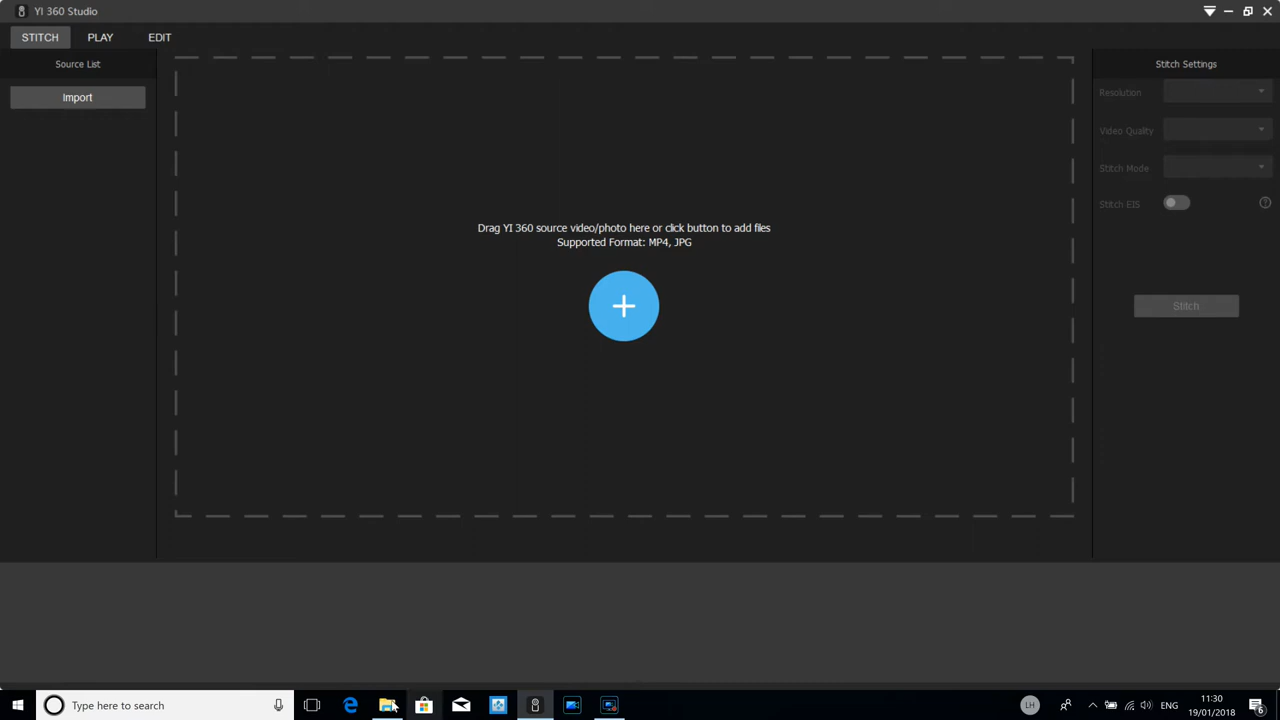 YI 360 Studio
STITCH PLAY EDIT
Source List
Import
Drag YI 360 source video/photo here or click button to add files
Supported Format: MP4, JPG
Stitch Settings
Resolution
Video Quality
Stitch Mode
Stitch EIS
Stitch
Type here to search
LH
ENG
11:30
19/01/2018
6